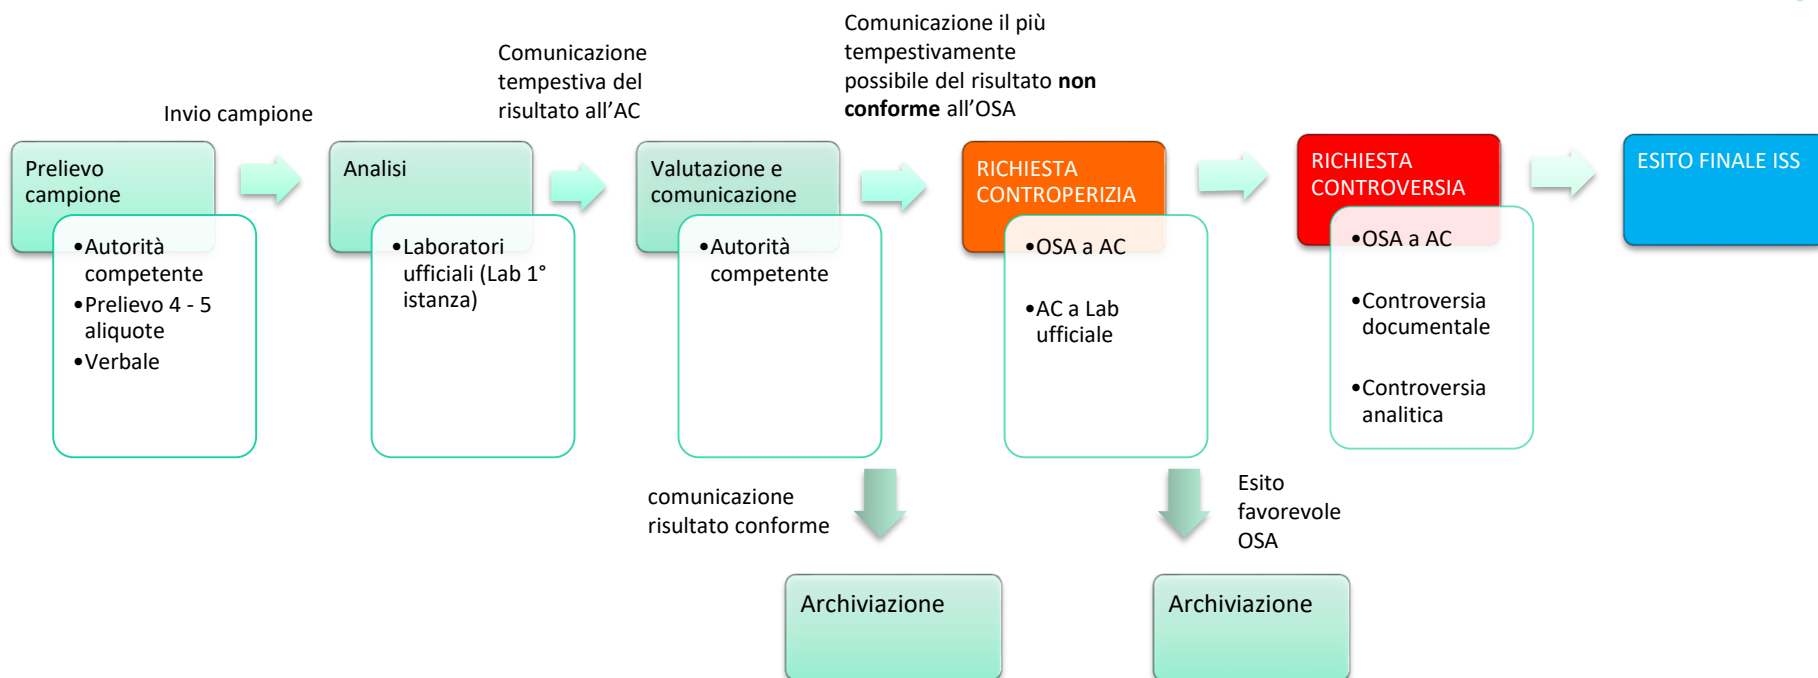 Invio campione
Comunicazione
tempestiva del
risultato all'AC
Comunicazione il più
tempestivamente
possibile del risultato non
conforme all'OSA
Prelievo
campione
•Autorità
competente
•Prelievo 4 - 5
aliquote
•Verbale
Analisi
•Laboratori
ufficiali (Lab 1°
istanza)
Valutazione e
comunicazione
•Autorità
competente
RICHIESTA
CONTROPERIZIA
•OSA a AC
•AC a Lab
ufficiale
RICHIESTA
CONTROVERSIA
•OSA a AC
•Controversia
documentale
•Controversia
analitica
ESITO FINALE ISS
comunicazione
risultato conforme
Esito
favorevole
OSA
Archiviazione
Archiviazione